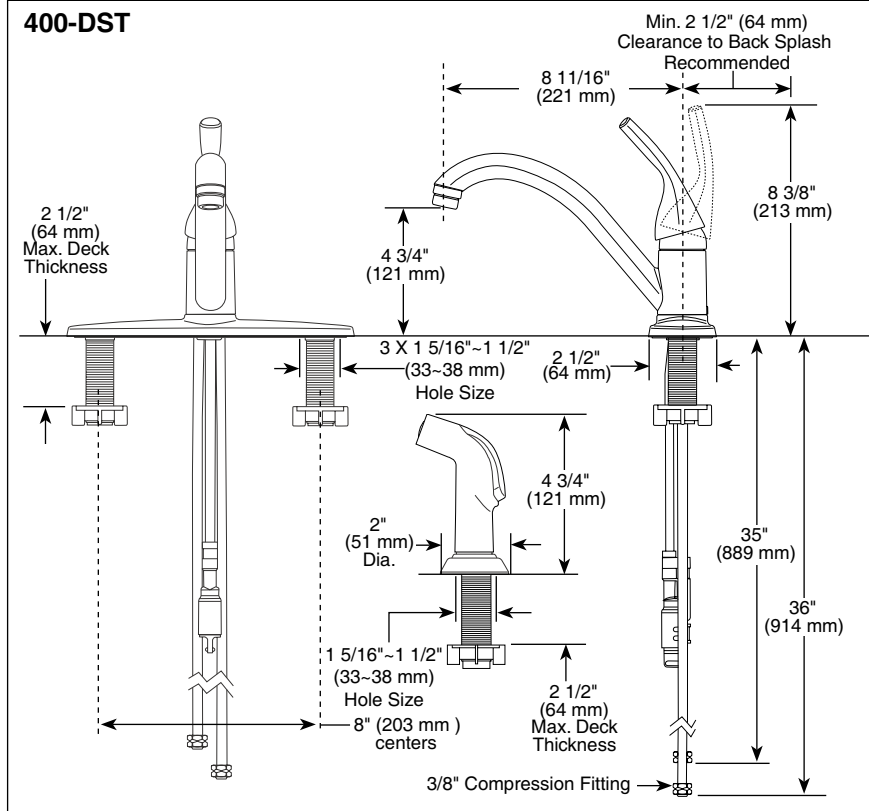 400-DST
Min. 2 1/2" (64 mm)
Clearance to Back Splash
Recommended
8 11/16"
(221 mm)
8 3/8"
(213 mm)
2 1/2"
(64 mm)
Max. Deck
Thickness
4 3/4"
(121 mm)
3 X 1 5/16"~1 1/2"
(33~38 mm)
Hole Size
2 1/2"
(64 mm)
4 3/4"
(121 mm)
2"
(51 mm)
Dia.
35"
(889 mm)
36"
(914 mm)
1 5/16"~1 1/2"
(33~38 mm)
Hole Size
8" (203 mm )
centers
2 1/2"
(64 mm)
Max. Deck
Thickness
3/8" Compression Fitting